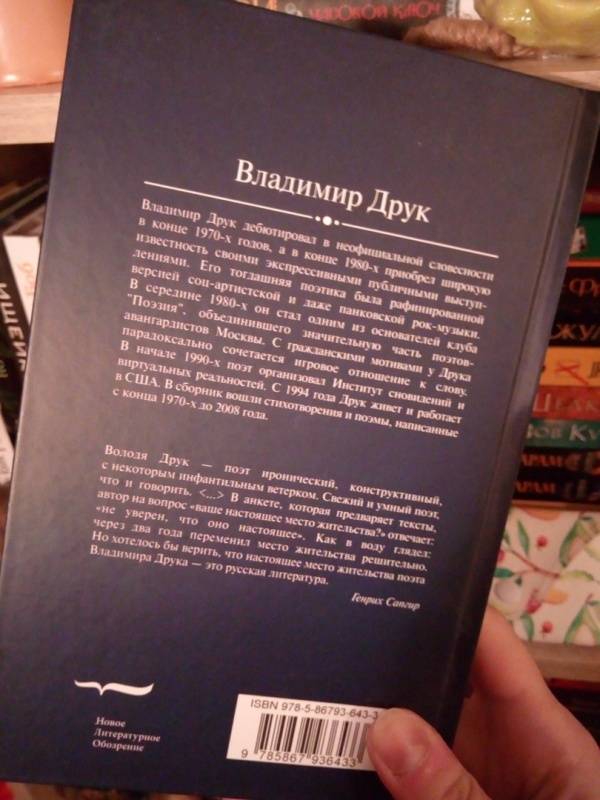 ШИРОКОЙ КЛЮЧ
Владимир Друк
Владимир Друк дебютировал в неофициальной словесности
в конце 1970-х годов, а в конце 1980-х приобрел широкую
известность своими экспрессивными публичными выступ-
лениями. Его тогдашняя поэтика была рафинированной
версией соц-артистской и даже панковской рок-музыки.
В середине 1980-х он стал одним из основателей клуба
"Поэзия", объединившего значительную часть поэтов-
авангардистов Москвы. С гражданскими мотивами у Друка
парадоксально сочетается игровое отношение к слову.
В начале 1990-х поэт организовал Институт сновидений и
виртуальных реальностей. С 1994 года Друк живет и работает
в США. В сборник вошли стихотворения и поэмы, написанные
с конца 1970-х до 2008 года.
Володя Друк — поэт иронический, конструктивный,
с некоторым инфантильным ветерком. Свежий и умный поэт,
что и говорить. <...> В анкете, которая предваряет тексты,
автор на вопрос «ваше настоящее место жительства?» отвечает:
«не уверен, что оно настоящее». Как в воду глядел:
через два года переменил место жительства решительно.
Но хотелось бы верить, что настоящее место жительства поэта
Владимира Друка — это русская литература.
Генрих Сапгир
Новое
Литературное
Обозрение
ISBN 978-5-86793-643-3
9 785867 936433